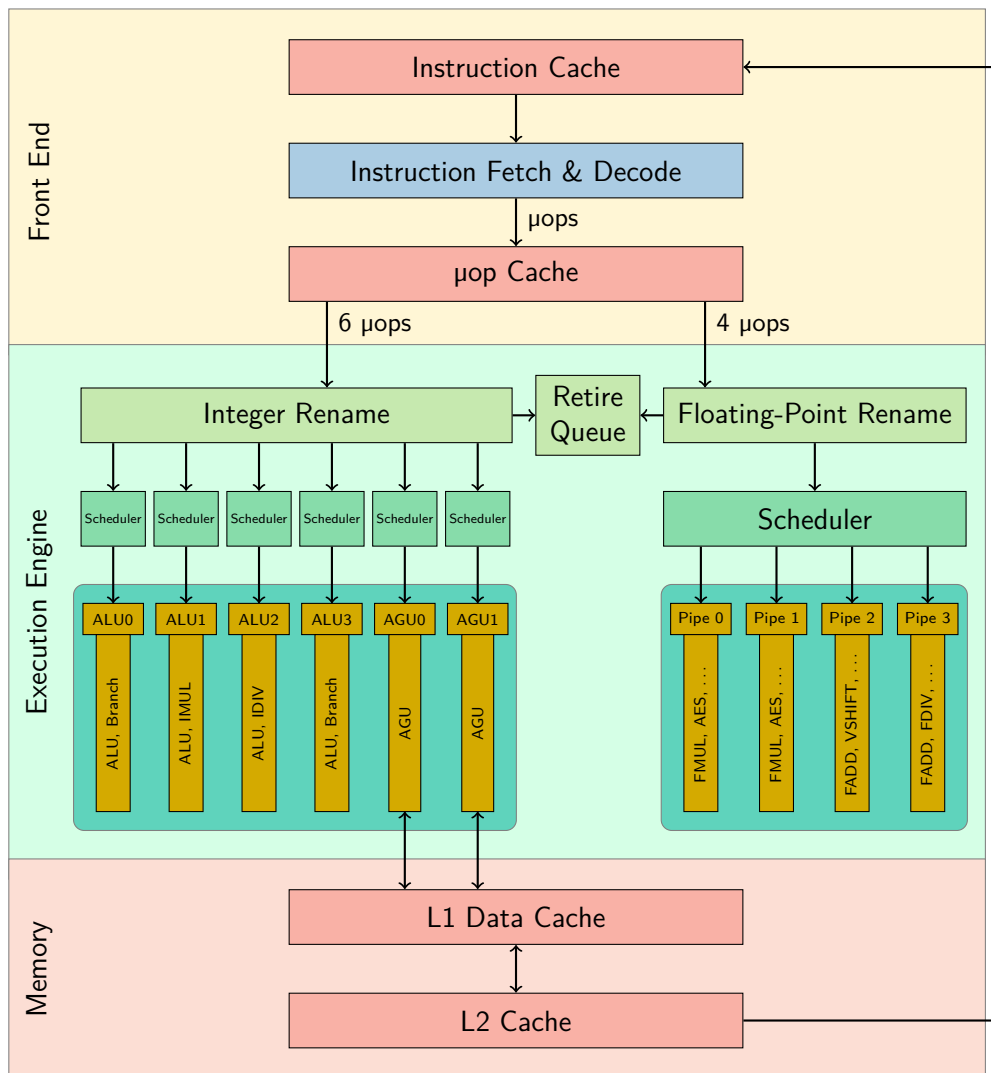 Front End
Instruction Cache
Instruction Fetch & Decode
µops
µop Cache
6 µops
4 µops
Execution Engine
Integer Rename
Retire
Queue
Floating-Point Rename
Scheduler
Scheduler
Scheduler
Scheduler
Scheduler
Scheduler
Scheduler
ALU0
ALU1
ALU2
ALU3
AGU0
AGU1
Pipe 0
Pipe 1
Pipe 2
Pipe 3
ALU, Branch
ALU, IMUL
ALU, IDIV
ALU, Branch
AGU
AGU
FMUL, AES, ...
FMUL, AES, ...
FADD, VSHIFT, ...
FADD, FDIV, ...
Memory
L1 Data Cache
L2 Cache